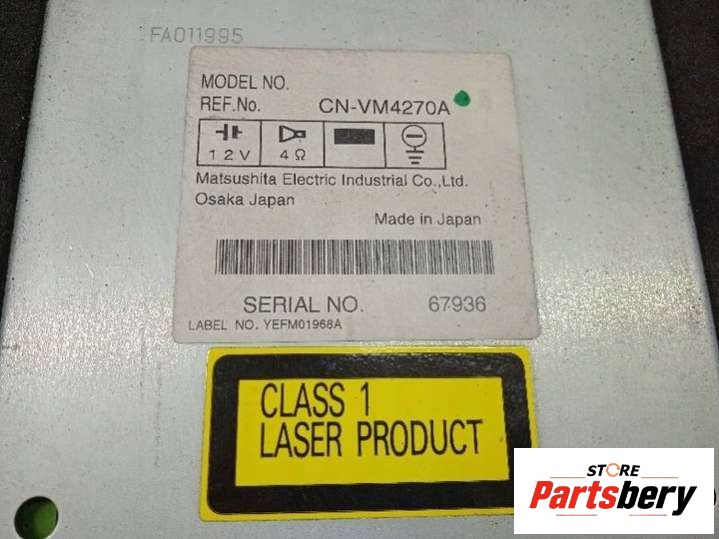 FA011995
MODEL NO.
REF.No. CN-VM4270A
12V 4Ω
Matsushita Electric Industrial Co.,Ltd.
Osaka Japan
Made in Japan
SERIAL NO. 67936
LABEL NO. YEFM01968A
CLASS 1
LASER PRODUCT
STORE
Partsbery